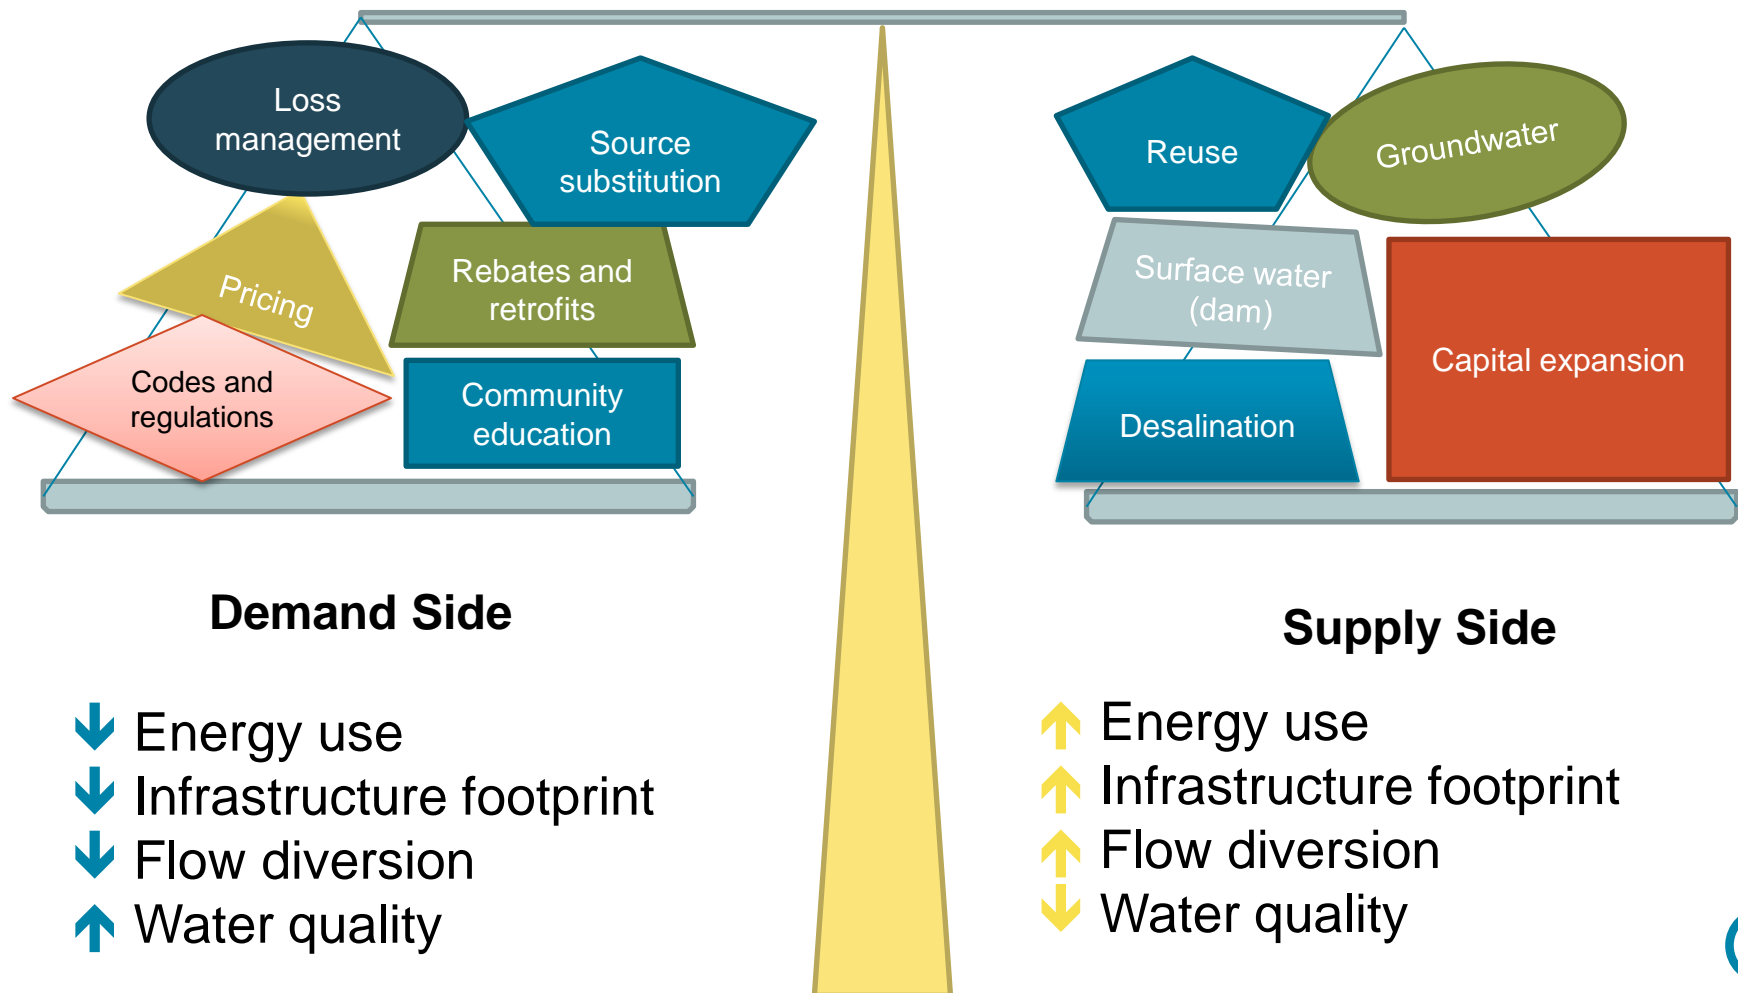 Loss
management
Source
substitution
Pricing
Rebates and
retrofits
Codes and
regulations
Community
education
Reuse
Groundwater
Surface water
(dam)
Capital expansion
Desalination
Demand Side
Energy use
Infrastructure footprint
Flow diversion
Water quality
Supply Side
Energy use
Infrastructure footprint
Flow diversion
Water quality